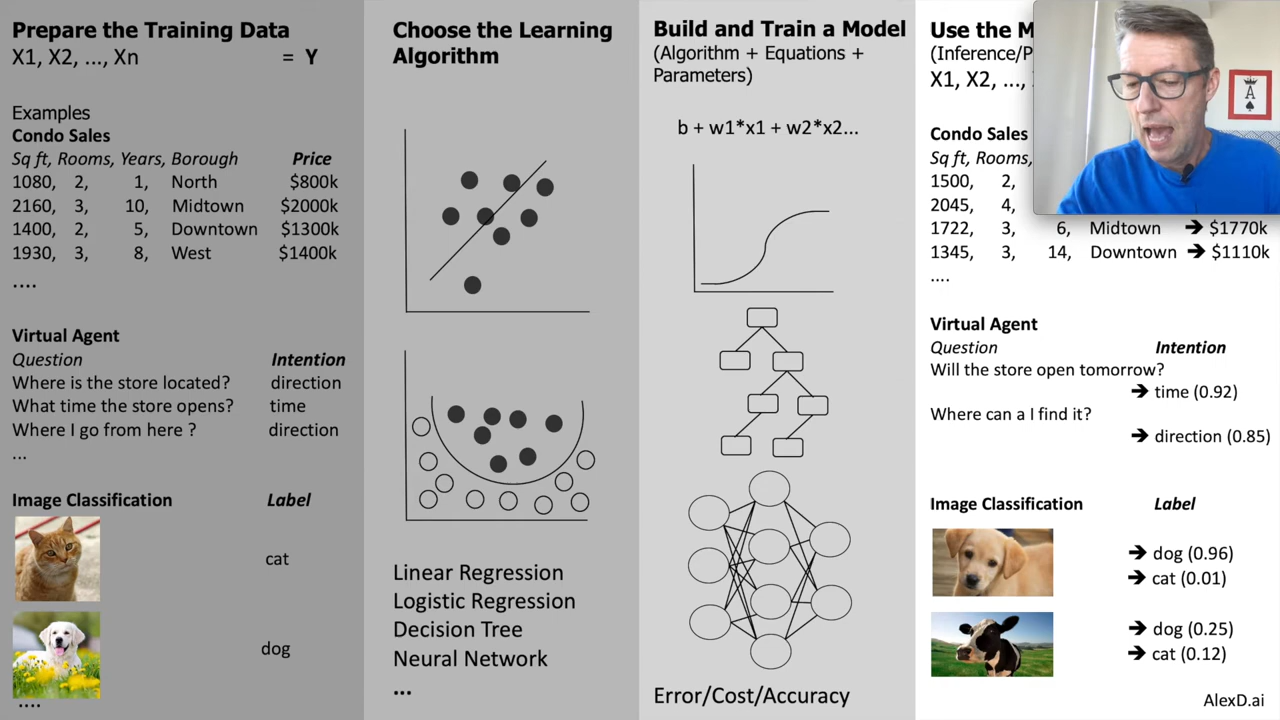 Prepare the Training Data
X1, X2, ..., Xn = Y
Examples
Condo Sales
Sq ft, Rooms, Years, Borough Price
1080, 2, 1, North $800k
2160, 3, 10, Midtown $2000k
1400, 2, 5, Downtown $1300k
1930, 3, 8, West $1400k
....
Virtual Agent
Question Intention
Where is the store located? direction
What time the store opens? time
Where I go from here ? direction
...
Image Classification Label
cat
dog
....
Choose the Learning
Algorithm
Linear Regression
Logistic Regression
Decision Tree
Neural Network
...
Build and Train a Model
(Algorithm + Equations +
Parameters)
b + w1*x1 + w2*x2...
Error/Cost/Accuracy
Use the
(Inference/
X1, X2, ...,
Condo Sales
Sq ft, Rooms,
1500, 2,
2045, 4,
1722, 3, 6, Midtown → $1770k
1345, 3, 14, Downtown → $1110k
....
Virtual Agent
Question Intention
Will the store open tomorrow?
→ time (0.92)
Where can a I find it?
→ direction (0.85)
Image Classification Label
→ dog (0.96)
→ cat (0.01)
→ dog (0.25)
→ cat (0.12)
A
AlexD.ai